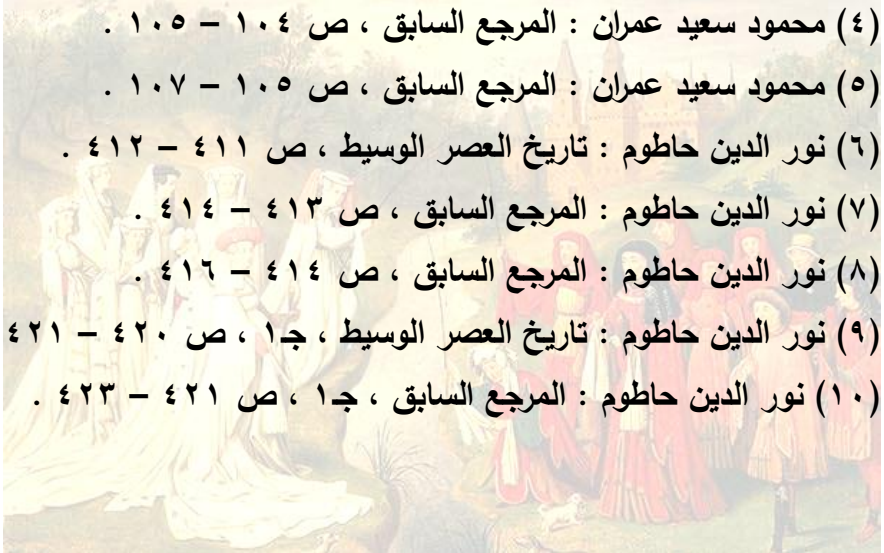 (٤) محمود سعيد عمران : المرجع السابق ، ص ١٠٤ – ١٠٥ .
(٥) محمود سعيد عمران : المرجع السابق ، ص ١٠٥ – ١٠٧ .
(٦) نور الدين حاطوم : تاريخ العصر الوسيط ، ص ٤١١ – ٤١٢ .
(٧) نور الدين حاطوم : المرجع السابق ، ص ٤١٣ – ٤١٤ .
(٨) نور الدين حاطوم : المرجع السابق ، ص ٤١٤ – ٤١٦ .
(٩) نور الدين حاطوم : تاريخ العصر الوسيط ، جـ١ ، ص ٤٢٠ – ٤٢١
(١٠) نور الدين حاطوم : المرجع السابق ، جـ١ ، ص ٤٢١ – ٤٢٣ .